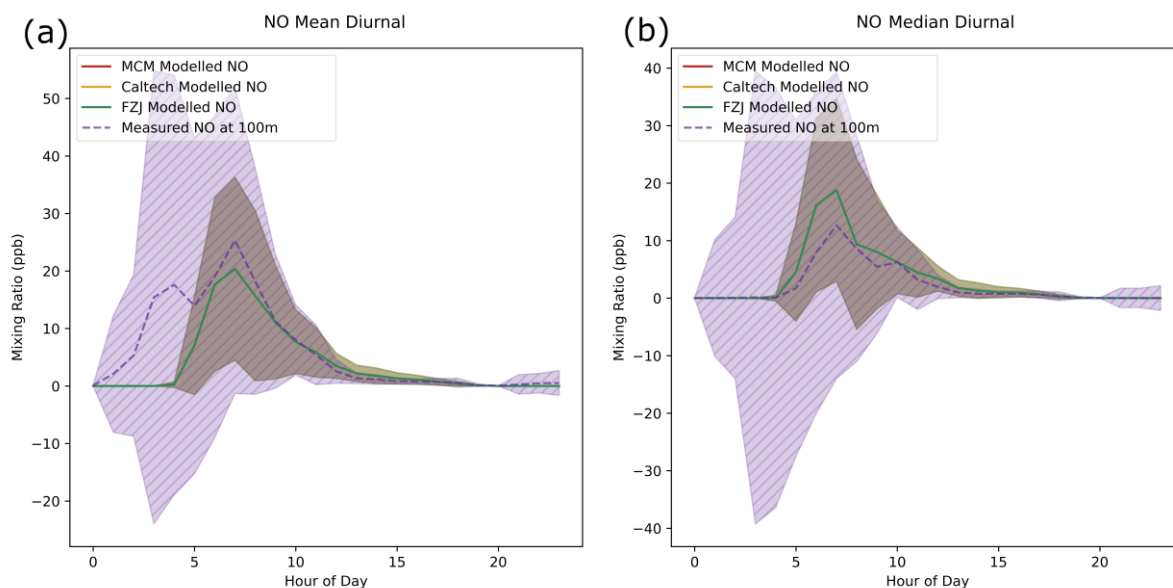 (a)
NO Mean Diurnal
MCM Modelled NO
Caltech Modelled NO
FZJ Modelled NO
Measured NO at 100m
Mixing Ratio (ppb)
50
40
30
20
10
0
−10
−20
0 5 10 15 20
Hour of Day
(b)
NO Median Diurnal
MCM Modelled NO
Caltech Modelled NO
FZJ Modelled NO
Measured NO at 100m
Mixing Ratio (ppb)
40
30
20
10
0
−10
−20
−30
−40
0 5 10 15 20
Hour of Day